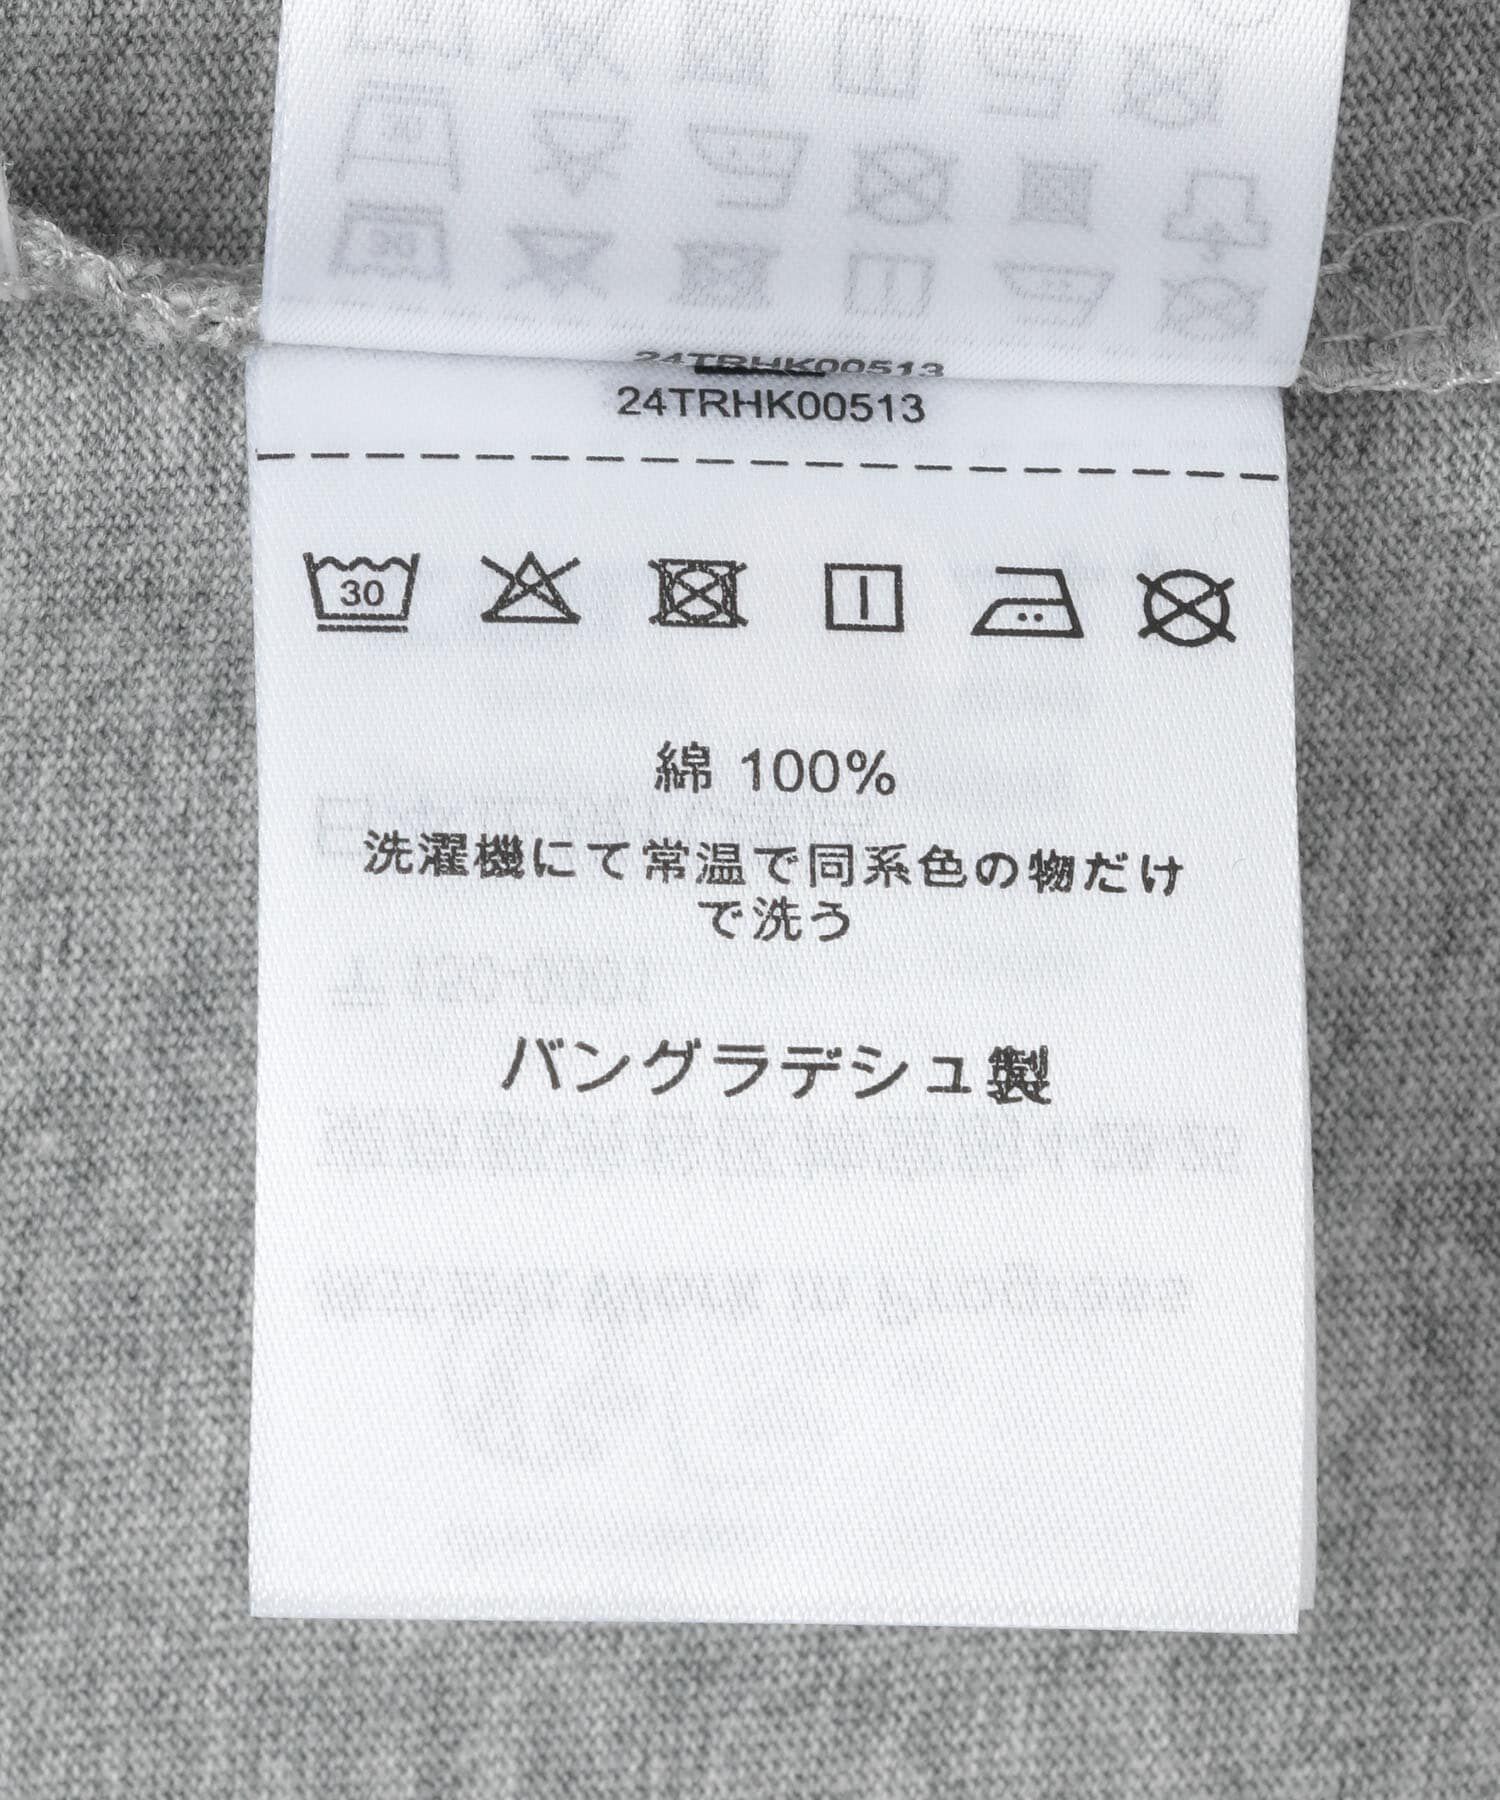 24TRHK00513
24TRHK00513
30
綿 100%
洗濯機にて常温で同系色の物だけ
で洗う
バングラデシュ製